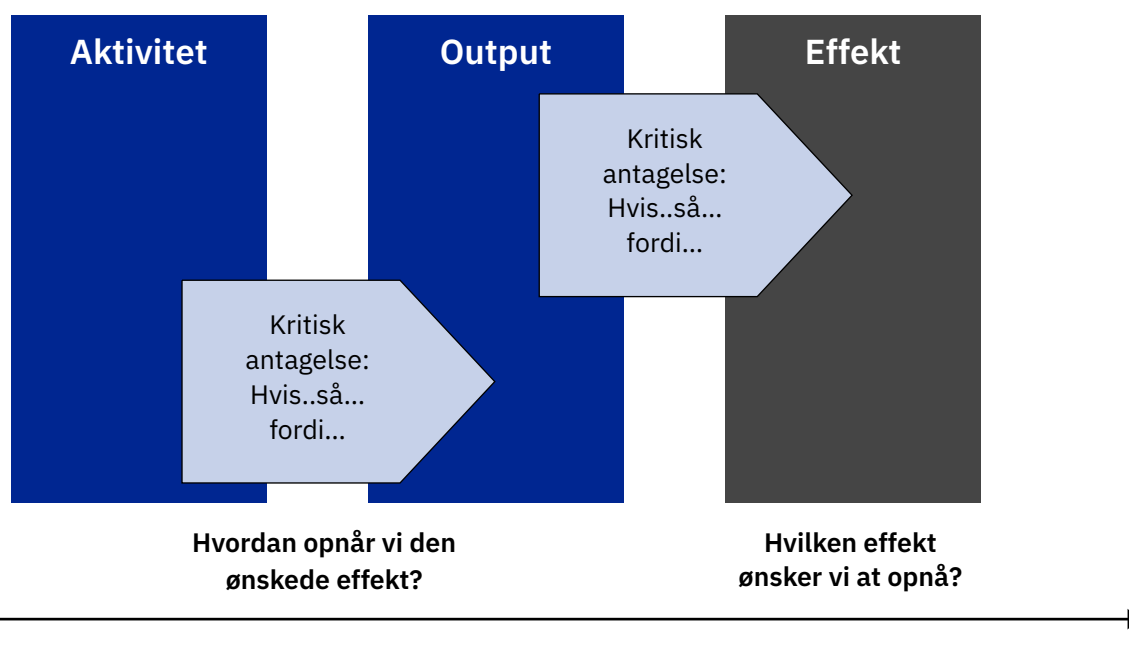 Aktivitet
Output
Effekt
Kritisk
antagelse:
Hvis..så...
fordi...
Kritisk
antagelse:
Hvis..så...
fordi...
Hvordan opnår vi den
ønskede effekt?
Hvilken effekt
ønsker vi at opnå?